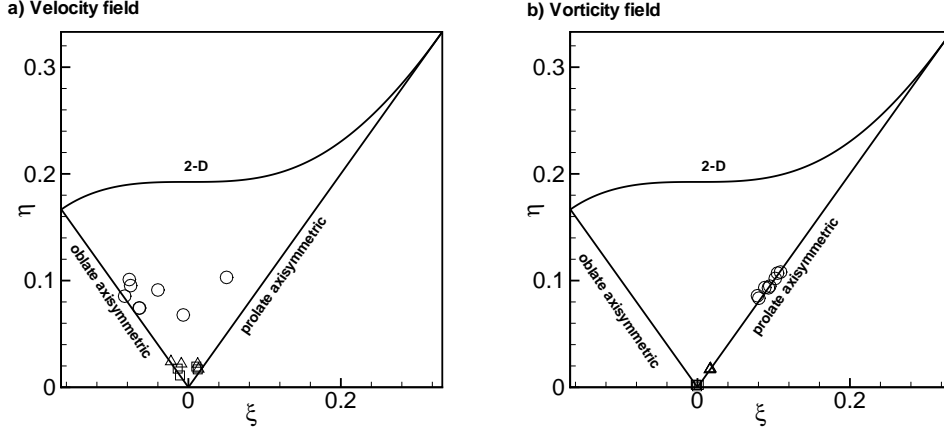 a) Velocity field
0.3
0.2
0.1
0
η
2-D
oblate axisymmetric
prolate axisymmetric
0
0.2
ξ
b) Vorticity field
0.3
0.2
0.1
0
η
2-D
oblate axisymmetric
prolate axisymmetric
0
0.2
ξ